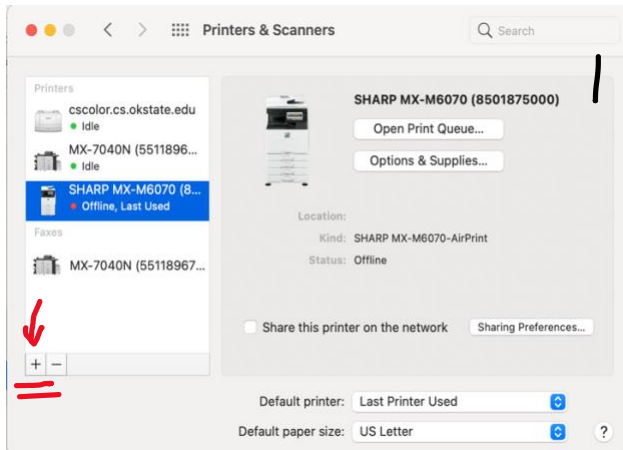 Printers & Scanners
Search
Printers
cscolor.cs.okstate.edu
Idle
MX-7040N (5511896...
Idle
SHARP MX-M6070 (8...
Offline, Last Used
Faxes
MX-7040N (55118967...
+ −
SHARP MX-M6070 (8501875000)
Open Print Queue...
Options & Supplies...
Location:
Kind: SHARP MX-M6070-AirPrint
Status: Offline
Share this printer on the network
Sharing Preferences...
Default printer: Last Printer Used
Default paper size: US Letter
?